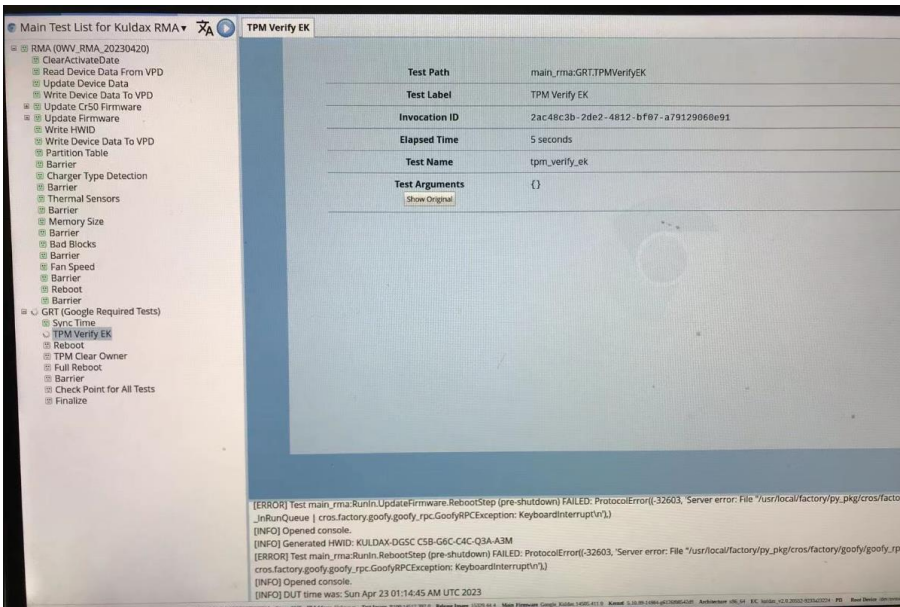 Main Test List for Kuldax RMA▾
TPM Verify EK
RMA (0WV_RMA_20230420)
ClearActivateDate
Read Device Data From VPD
Update Device Data
Write Device Data To VPD
Update Cr50 Firmware
Update Firmware
Write HWID
Write Device Data To VPD
Partition Table
Barrier
Charger Type Detection
Barrier
Thermal Sensors
Barrier
Memory Size
Barrier
Bad Blocks
Barrier
Fan Speed
Barrier
Reboot
Barrier
GRT (Google Required Tests)
Sync Time
TPM Verify EK
Reboot
TPM Clear Owner
Full Reboot
Barrier
Check Point for All Tests
Finalize
Test Path main_rma:GRT.TPMVerifyEK
Test Label TPM Verify EK
Invocation ID 2ac48c3b-2de2-4812-bf07-a79129060e91
Elapsed Time 5 seconds
Test Name tpm_verify_ek
Test Arguments {}
Show Original
[ERROR] Test main_rma:RunIn.UpdateFirmware.RebootStep (pre-shutdown) FAILED: ProtocolError((-32603, 'Server error: File "/usr/local/factory/py_pkg/cros/facto
_InRunQueue | cros.factory.goofy.goofy_rpc.GoofyRPCException: KeyboardInterrupt\n'),)
[INFO] Opened console.
[INFO] Generated HWID: KULDAX-DGSC C5B-G6C-C4C-Q3A-A3M
[ERROR] Test main_rma:RunIn.RebootStep (pre-shutdown) FAILED: ProtocolError((-32603, 'Server error: File "/usr/local/factory/py_pkg/cros/factory/goofy/goofy_rp
cros.factory.goofy.goofy_rpc.GoofyRPCException: KeyboardInterrupt\n'),)
[INFO] Opened console.
[INFO] DUT time was: Sun Apr 23 01:14:45 AM UTC 2023